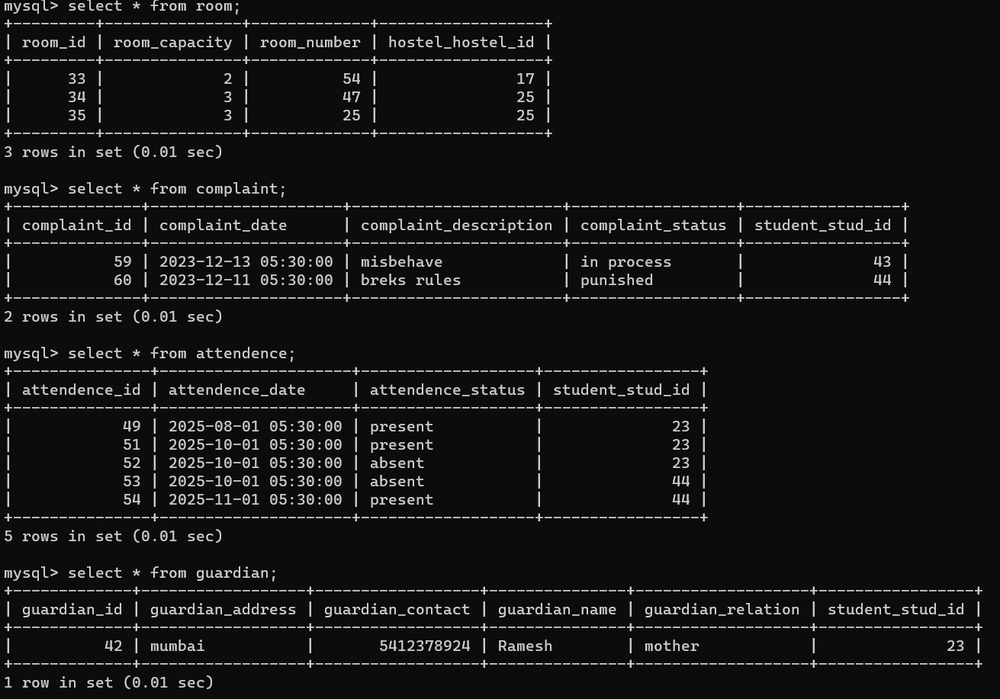 mysql> select * from room;
+---------+---------------+-------------+------------------+
| room_id | room_capacity | room_number | hostel_hostel_id |
+---------+---------------+-------------+------------------+
|      33 |             2 |          54 |               17 |
|      34 |             3 |          47 |               25 |
|      35 |             3 |          25 |               25 |
+---------+---------------+-------------+------------------+
3 rows in set (0.01 sec)

mysql> select * from complaint;
+--------------+---------------------+-----------------------+------------------+-----------------+
| complaint_id | complaint_date      | complaint_description | complaint_status | student_stud_id |
+--------------+---------------------+-----------------------+------------------+-----------------+
|           59 | 2023-12-13 05:30:00 | misbehave             | in process       |              43 |
|           60 | 2023-12-11 05:30:00 | breks rules           | punished         |              44 |
+--------------+---------------------+-----------------------+------------------+-----------------+
2 rows in set (0.01 sec)

mysql> select * from attendence;
+---------------+---------------------+-------------------+-----------------+
| attendence_id | attendence_date     | attendence_status | student_stud_id |
+---------------+---------------------+-------------------+-----------------+
|            49 | 2025-08-01 05:30:00 | present           |              23 |
|            51 | 2025-10-01 05:30:00 | present           |              23 |
|            52 | 2025-10-01 05:30:00 | absent            |              23 |
|            53 | 2025-10-01 05:30:00 | absent            |              44 |
|            54 | 2025-11-01 05:30:00 | present           |              44 |
+---------------+---------------------+-------------------+-----------------+
5 rows in set (0.01 sec)

mysql> select * from guardian;
+-------------+------------------+------------------+---------------+-------------------+-----------------+
| guardian_id | guardian_address | guardian_contact | guardian_name | guardian_relation | student_stud_id |
+-------------+------------------+------------------+---------------+-------------------+-----------------+
|          42 | mumbai           |       5412378924 | Ramesh        | mother            |              23 |
+-------------+------------------+------------------+---------------+-------------------+-----------------+
1 row in set (0.01 sec)